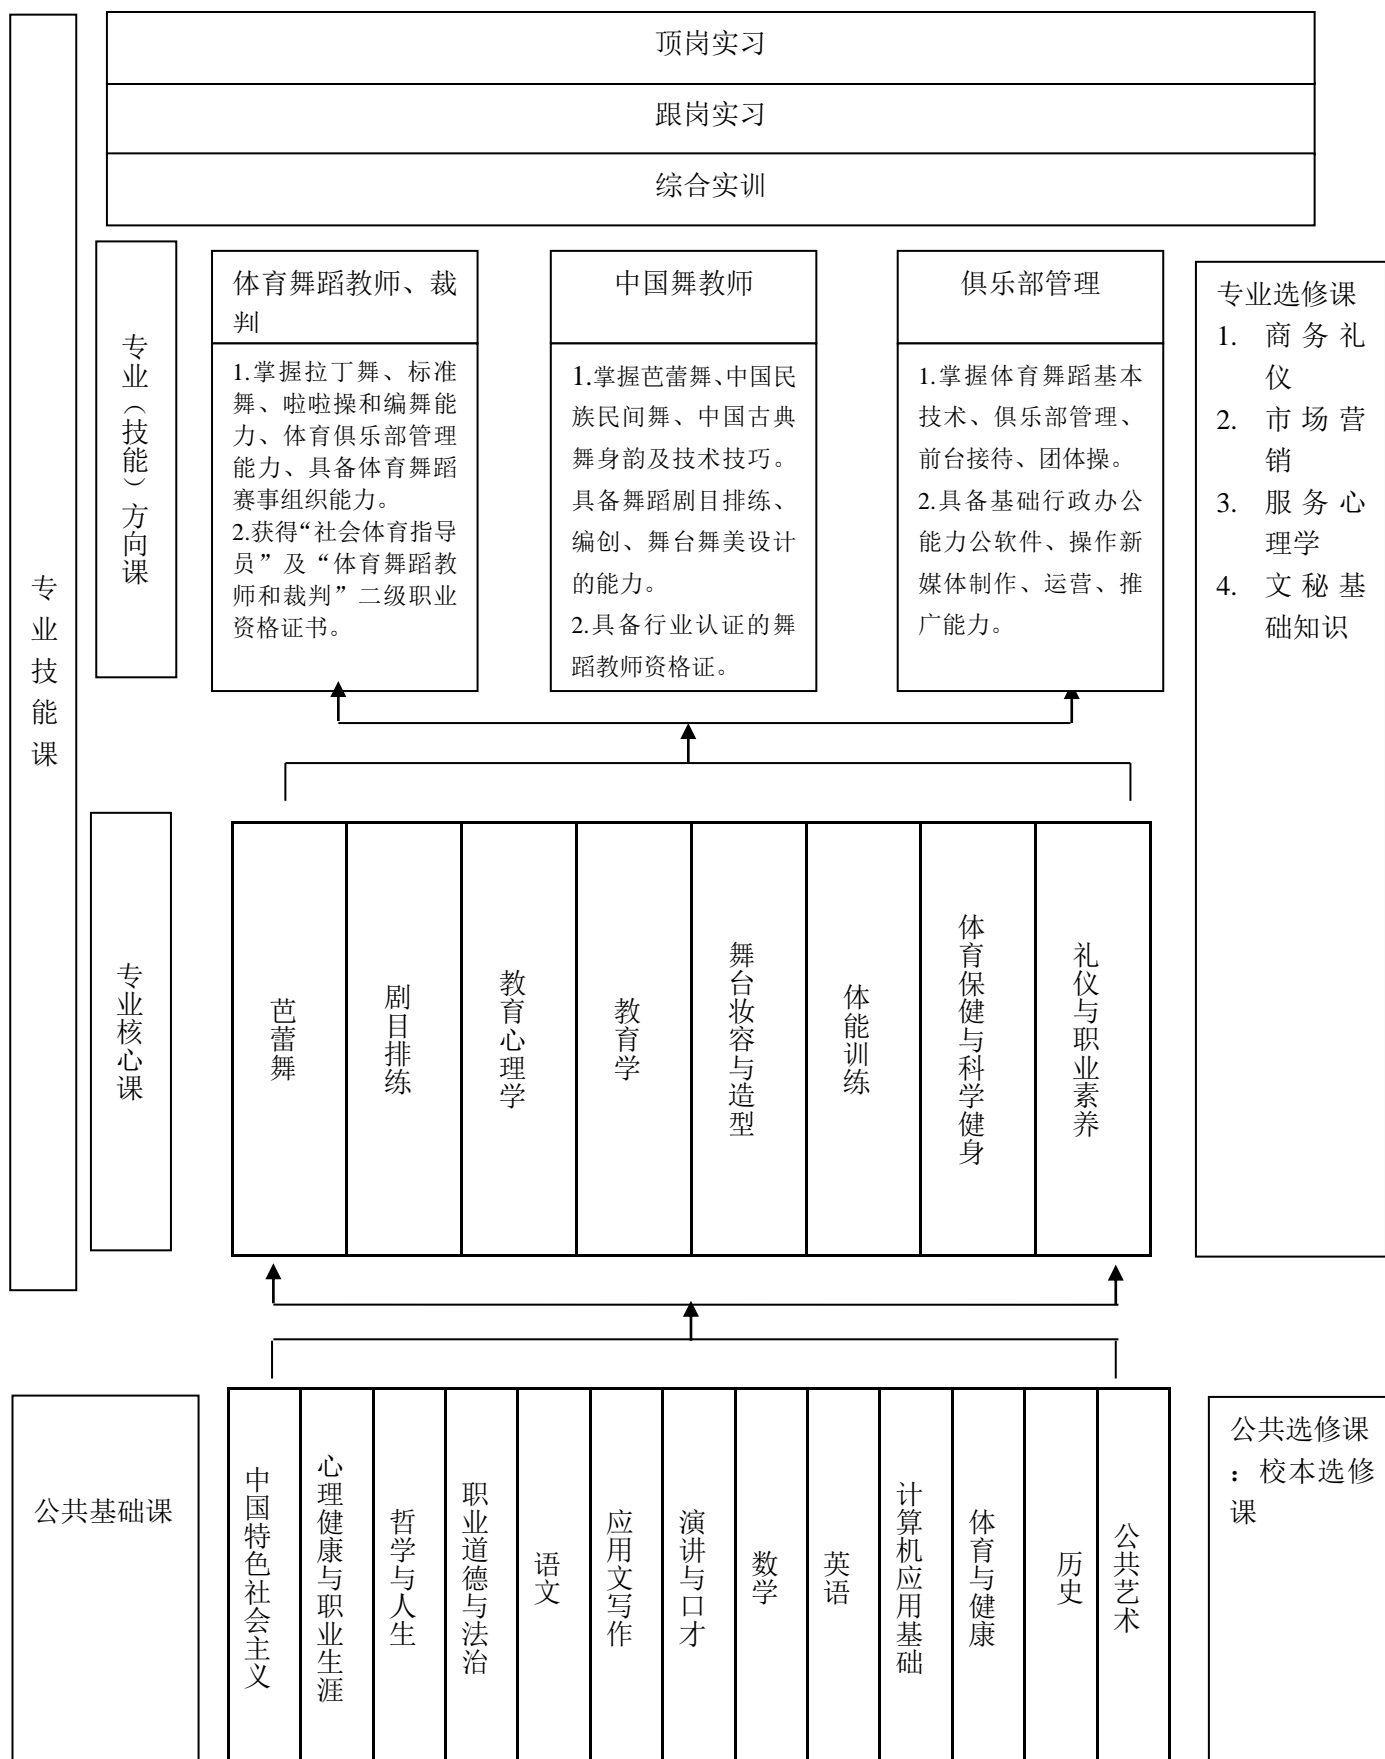 顶岗实习
跟岗实习
综合实训
专业技能课
专业（技能）方向课
体育舞蹈教师、裁
判
1.掌握拉丁舞、标准
舞、啦啦操和编舞能
力、体育俱乐部管理
能力、具备体育舞蹈
赛事组织能力。
2.获得“社会体育指导
员”及“体育舞蹈教
师和裁判”二级职业
资格证书。
中国舞教师
1.掌握芭蕾舞、中国民
族民间舞、中国古典
舞身韵及技术技巧。
具备舞蹈剧目排练、
编创、舞台舞美设计
的能力。
2.具备行业认证的舞
蹈教师资格证。
俱乐部管理
1.掌握体育舞蹈基本
技术、俱乐部管理、
前台接待、团体操。
2.具备基础行政办公
能力公软件、操作新
媒体制作、运营、推
广能力。
专业选修课
1. 商务礼
仪
2. 市场营
销
3. 服务心
理学
4. 文秘基
础知识
专业核心课
芭蕾舞
剧目排练
教育心理学
教育学
舞台妆容与造型
体能训练
体育保健与科学健身
礼仪与职业素养
公共基础课
中国特色社会主义
心理健康与职业生涯
哲学与人生
职业道德与法治
语文
应用文写作
演讲与口才
数学
英语
计算机应用基础
体育与健康
历史
公共艺术
公共选修课
：校本选修
课